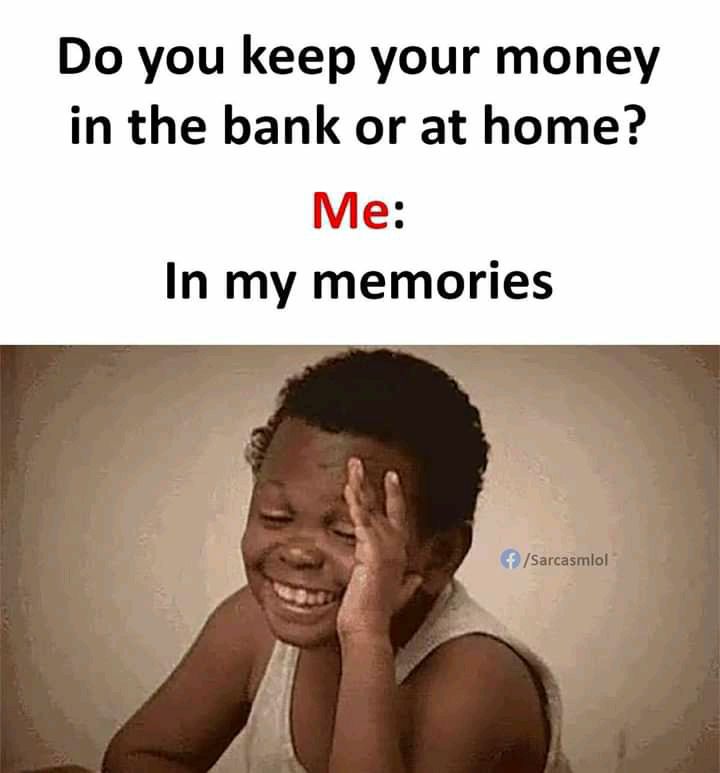 Do you keep your money
in the bank or at home?
Me:
In my memories
/Sarcasmlol